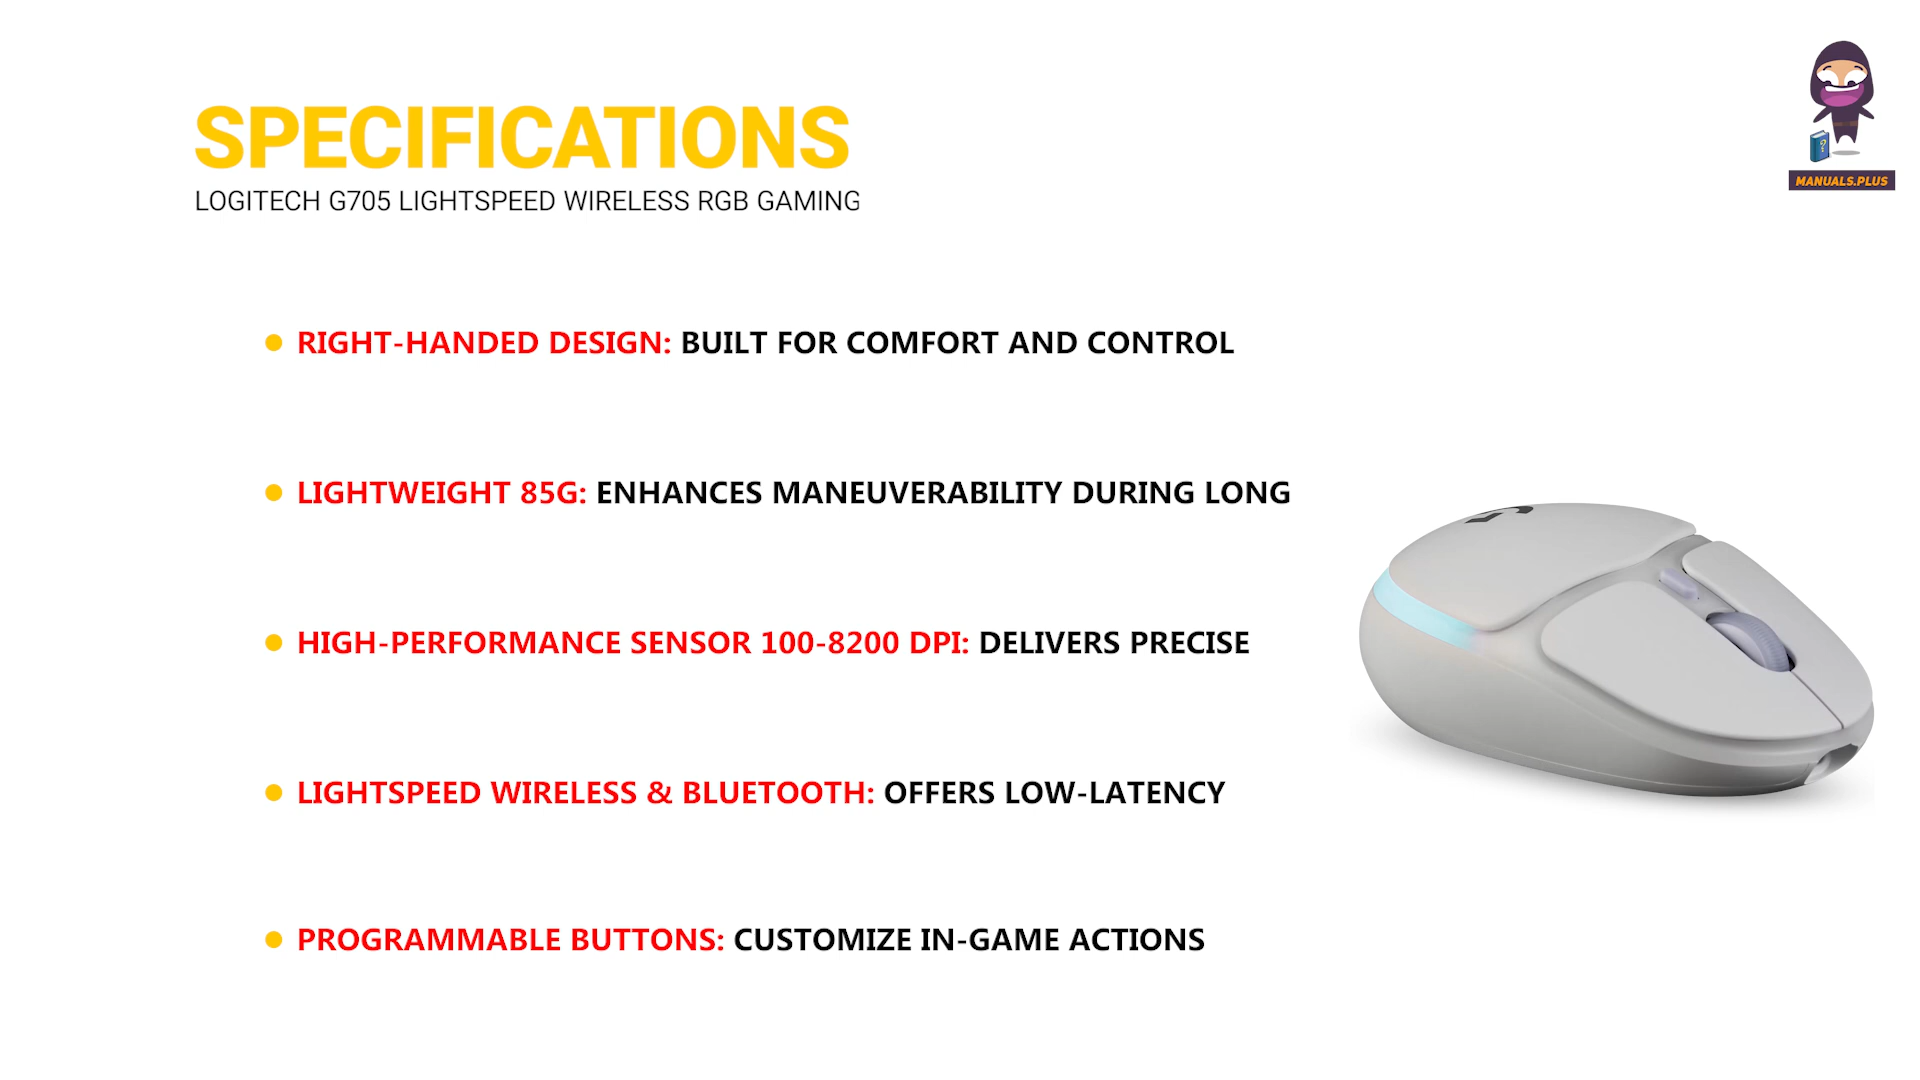 SPECIFICATIONS
LOGITECH G705 LIGHTSPEED WIRELESS RGB GAMING
MANUALS.PLUS
RIGHT-HANDED DESIGN: BUILT FOR COMFORT AND CONTROL
LIGHTWEIGHT 85G: ENHANCES MANEUVERABILITY DURING LONG
HIGH-PERFORMANCE SENSOR 100-8200 DPI: DELIVERS PRECISE
LIGHTSPEED WIRELESS & BLUETOOTH: OFFERS LOW-LATENCY
PROGRAMMABLE BUTTONS: CUSTOMIZE IN-GAME ACTIONS